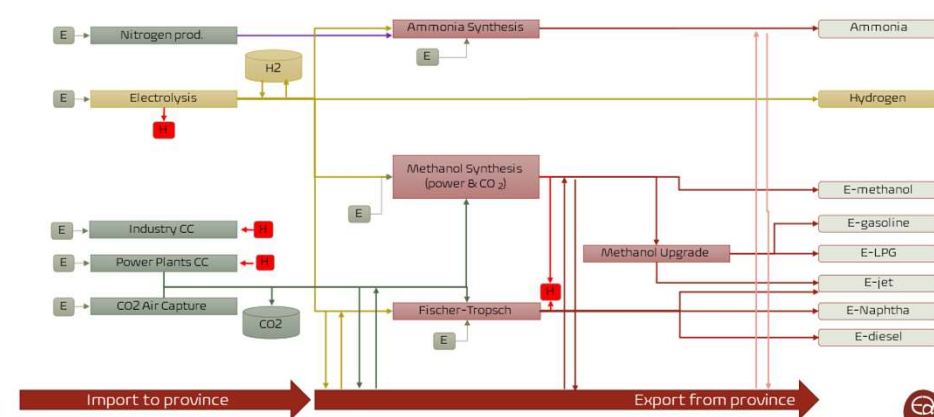 E
Nitrogen prod.
Ammonia Synthesis
Ammonia
E
H2
E
Electrolysis
Hydrogen
H
Methanol Synthesis
(power & CO2)
E-methanol
E
E
Industry CC
H
E-gasoline
E
Power Plants CC
H
Methanol Upgrade
E-LPG
E-jet
H
E
CO2 Air Capture
CO2
Fischer-Tropsch
E-Naphtha
E
E-diesel
Import to province
Export from province